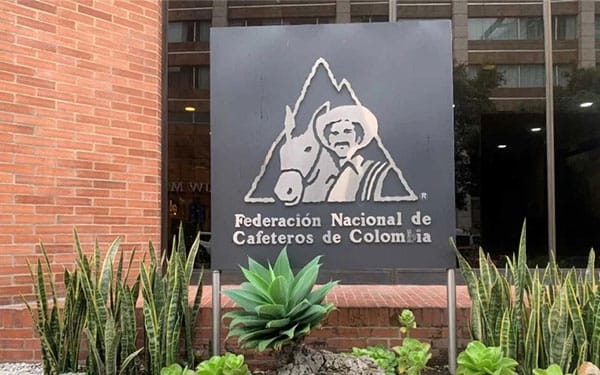 ®
Federación Nacional de
Cafeteros de Colombia